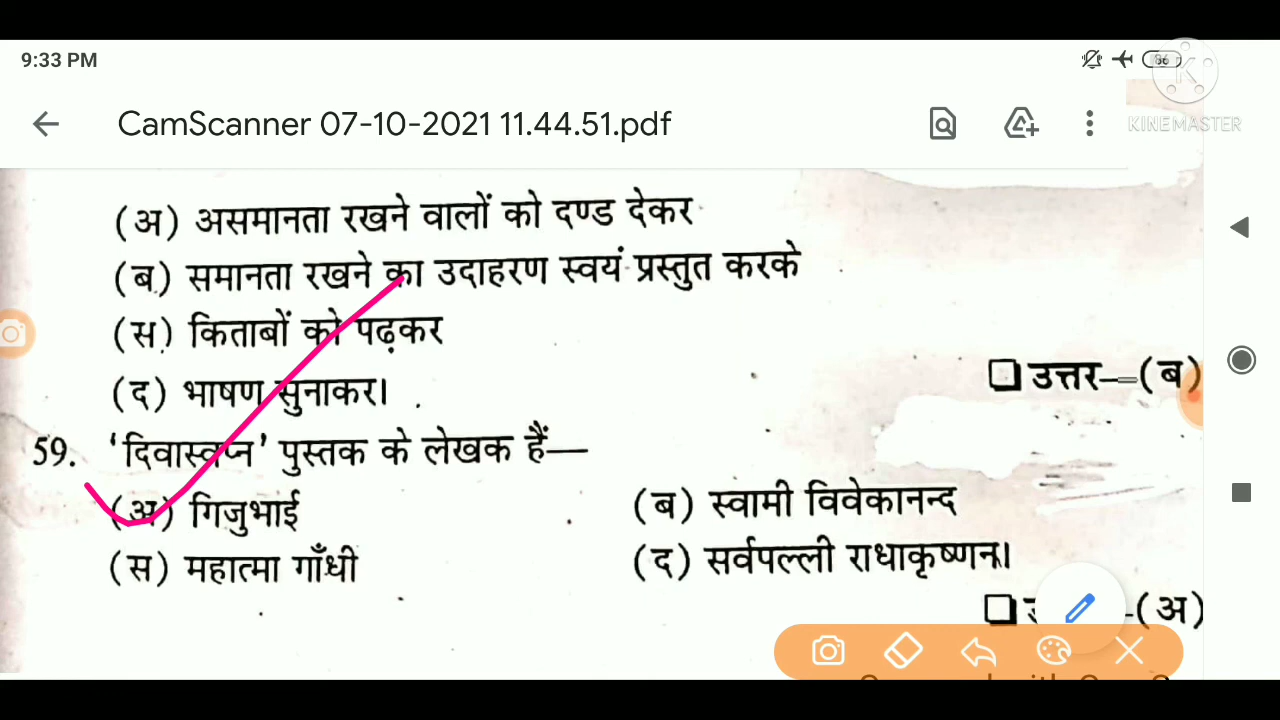 9:33 PM
86
CamScanner 07-10-2021 11.44.51.pdf
K
KINEMASTER
(अ) असमानता रखने वालों को दण्ड देकर
(ब) समानता रखने का उदाहरण स्वयं प्रस्तुत करके
(स) किताबों को पढ़कर
(द) भाषण सुनाकर।
उत्तर—(ब)
59. 'दिवास्वप्न' पुस्तक के लेखक हैं—
(अ) गिजुभाई
(ब) स्वामी विवेकानन्द
(स) महात्मा गाँधी
(द) सर्वपल्ली राधाकृष्णन।
-(अ)